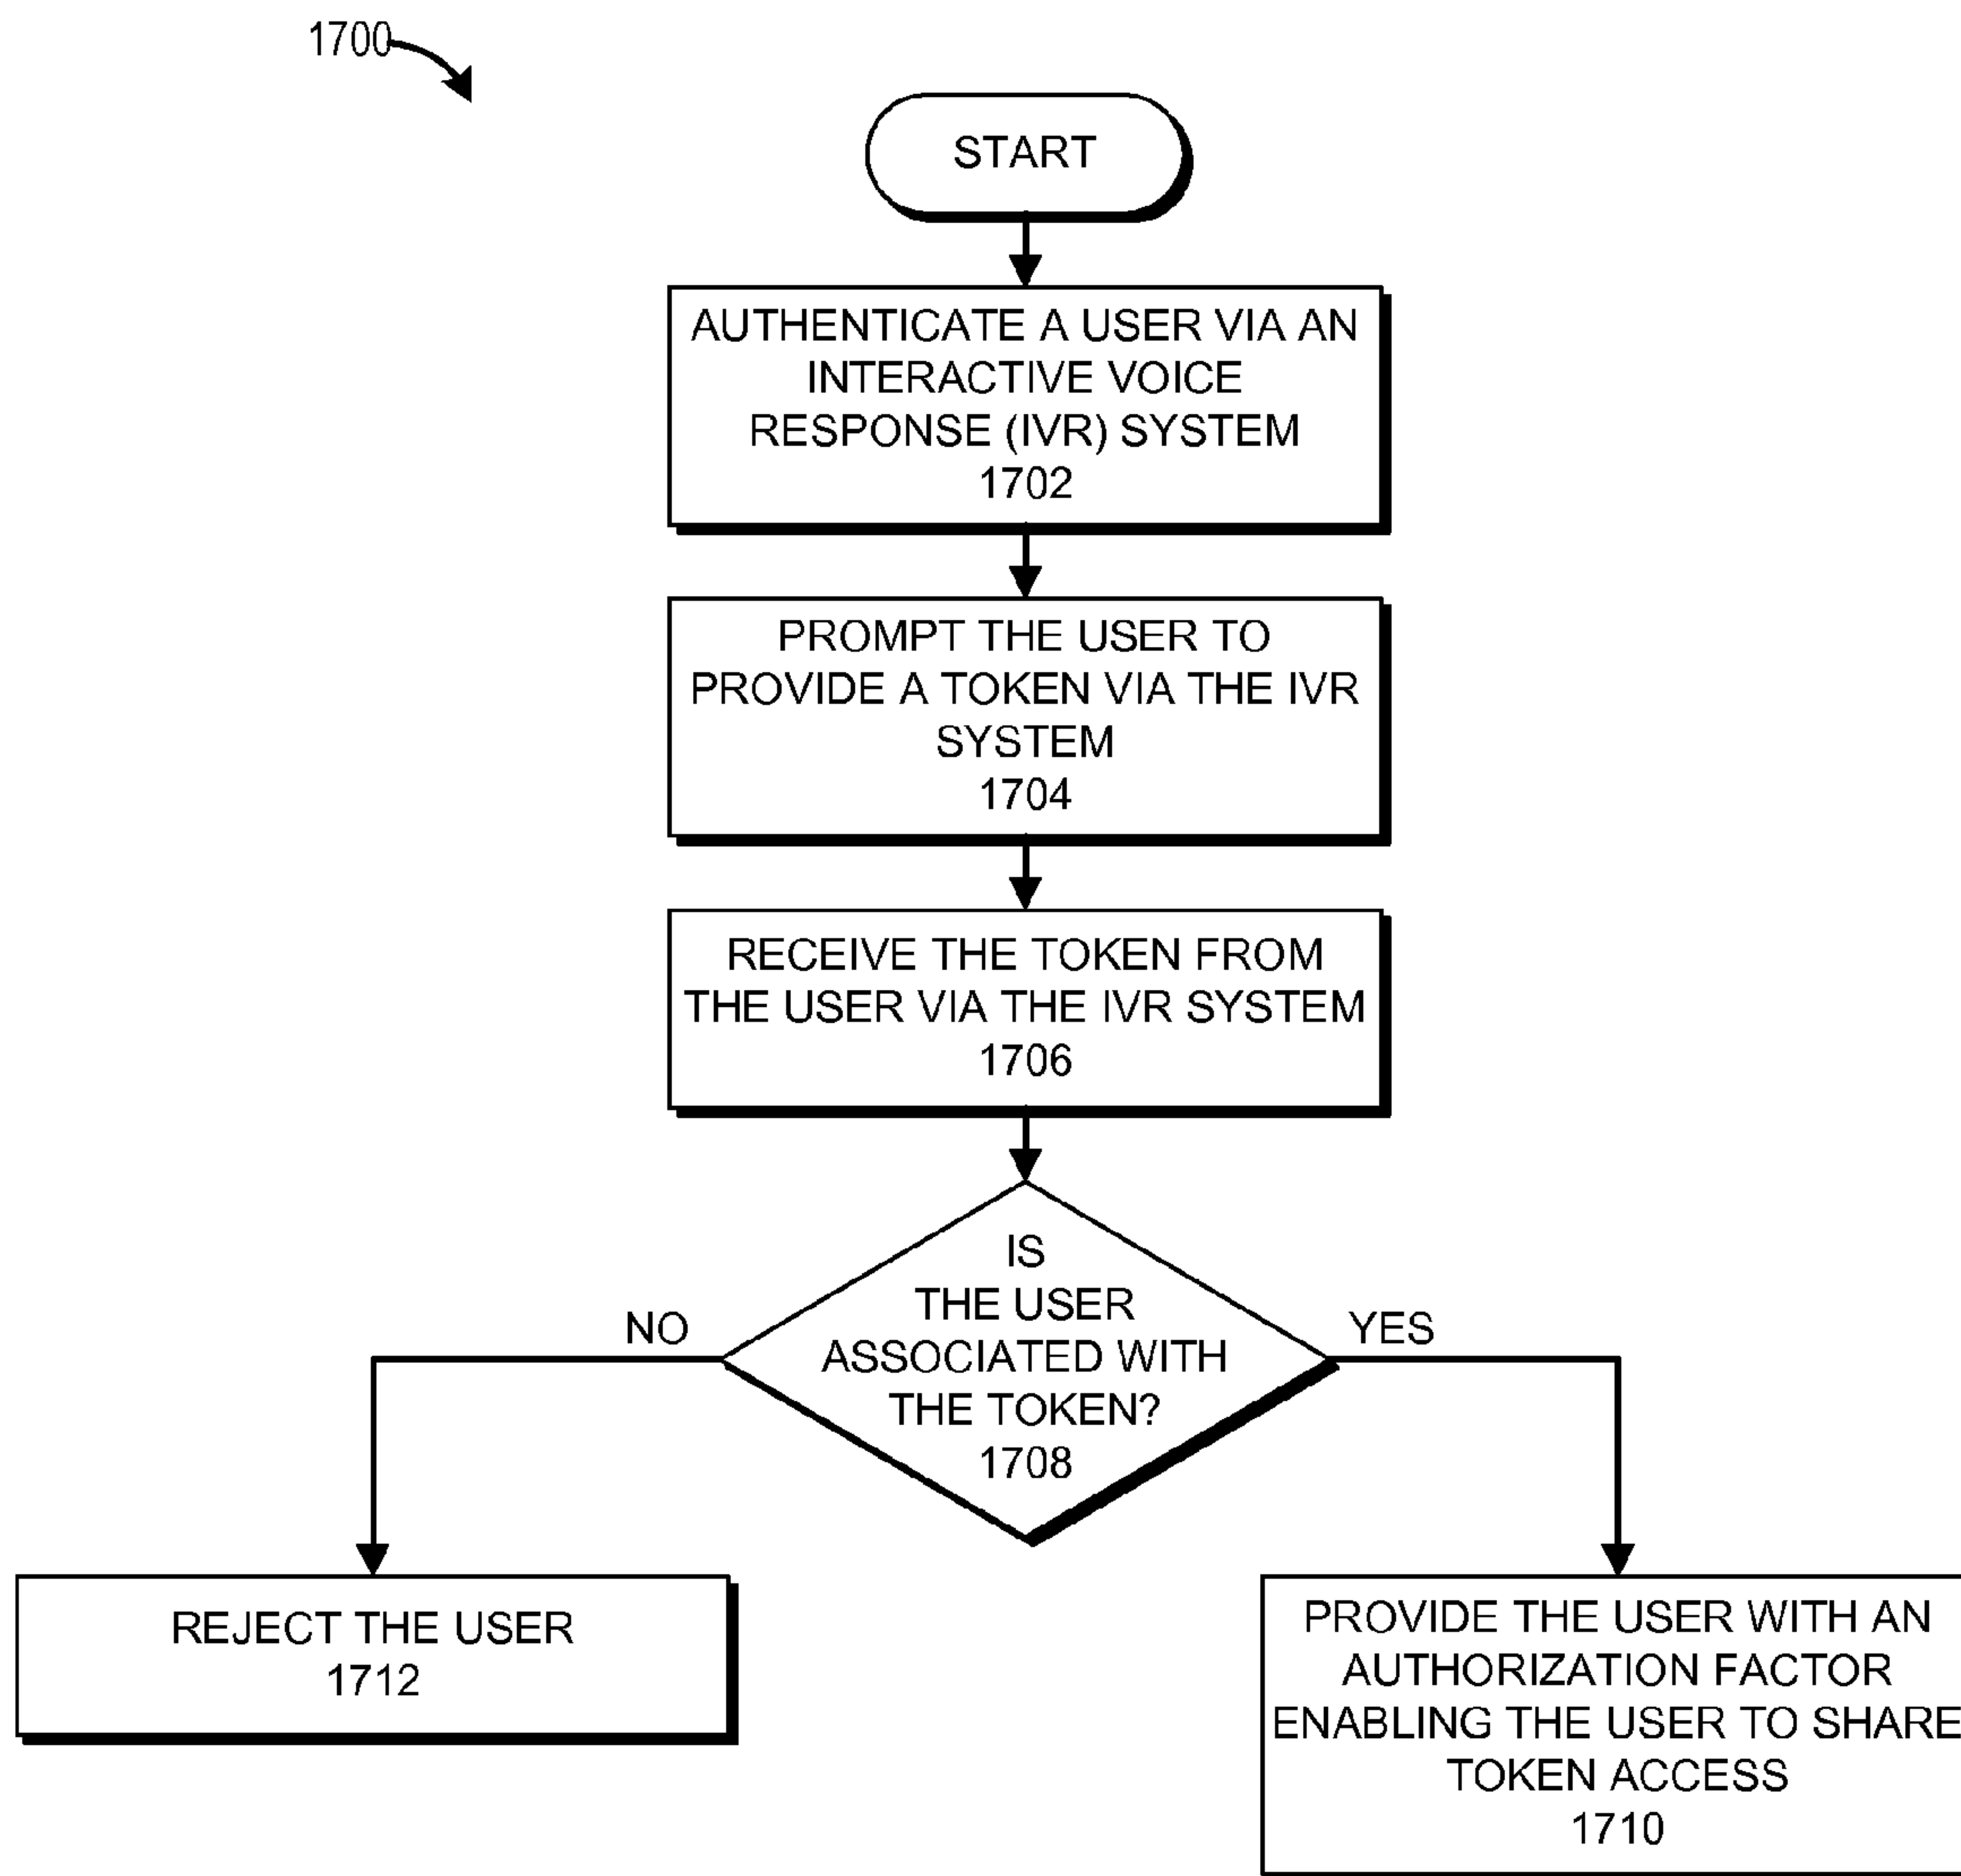 1700
START
AUTHENTICATE A USER VIA AN
INTERACTIVE VOICE
RESPONSE (IVR) SYSTEM
1702
PROMPT THE USER TO
PROVIDE A TOKEN VIA THE IVR
SYSTEM
1704
RECEIVE THE TOKEN FROM
THE USER VIA THE IVR SYSTEM
1706
IS
THE USER
ASSOCIATED WITH
THE TOKEN?
1708
NO
YES
REJECT THE USER
1712
PROVIDE THE USER WITH AN
AUTHORIZATION FACTOR
ENABLING THE USER TO SHARE
TOKEN ACCESS
1710